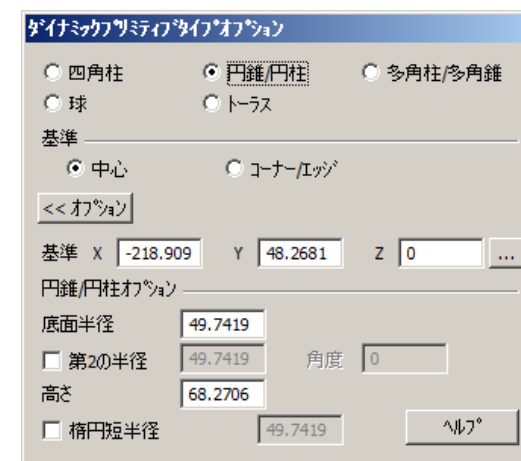 ﾀﾞｲﾅﾐｯｸﾌﾟﾘﾐﾃｨﾌﾞﾀｲﾌﾟｵﾌﾟｼｮﾝ
四角柱 円錐/円柱 多角柱/多角錐
球 ﾄｰﾗｽ
基準
中心 ｺｰﾅｰ/ｴｯｼﾞ
<< ｵﾌﾟｼｮﾝ
基準 X -218.909 Y 48.2681 Z 0 ...
円錐/円柱ｵﾌﾟｼｮﾝ
底面半径 49.7419
第2の半径 49.7419 角度 0
高さ 68.2706
楕円短半径 49.7419 ﾍﾙﾌﾟ